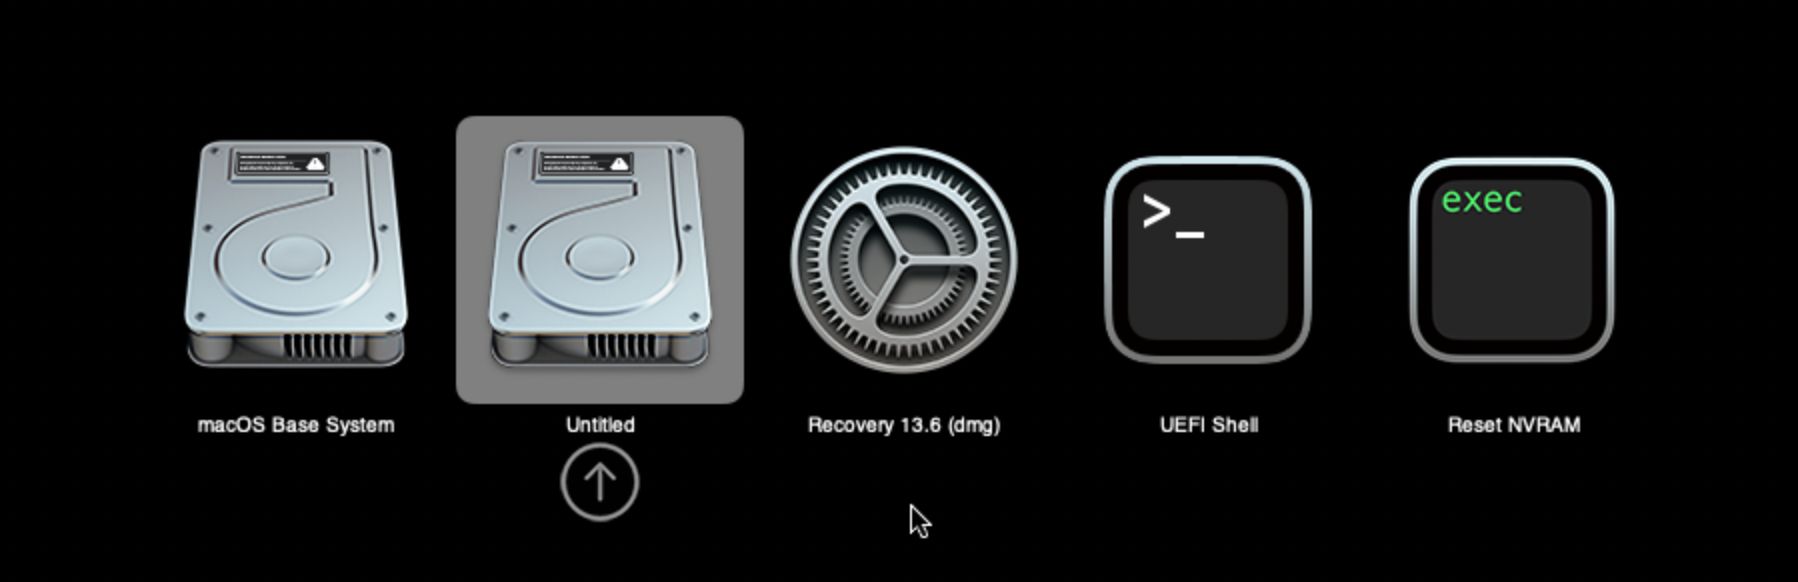 >_
exec
macOS Base System
Untitled
Recovery 13.6 (dmg)
UEFI Shell
Reset NVRAM